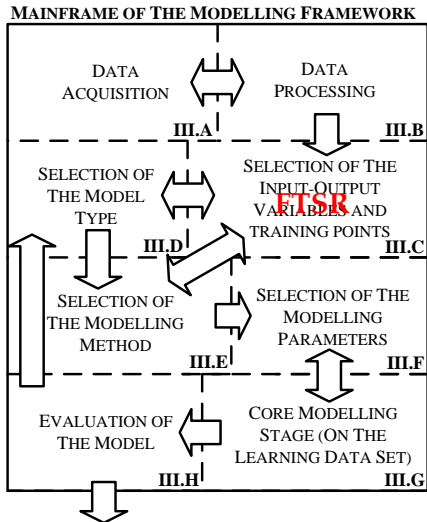 MAINFRAME OF THE MODELLING FRAMEWORK
DATA
ACQUISITION
III.A
DATA
PROCESSING
III.B
SELECTION OF
THE MODEL
TYPE
III.D
SELECTION OF THE
INPUT-OUTPUT
VARIABLES AND
TRAINING POINTS
FTSR
III.C
SELECTION OF
THE MODELLING
METHOD
III.E
SELECTION OF THE
MODELLING
PARAMETERS
III.F
EVALUATION OF
THE MODEL
III.H
CORE MODELLING
STAGE (ON THE
LEARNING DATA SET)
III.G